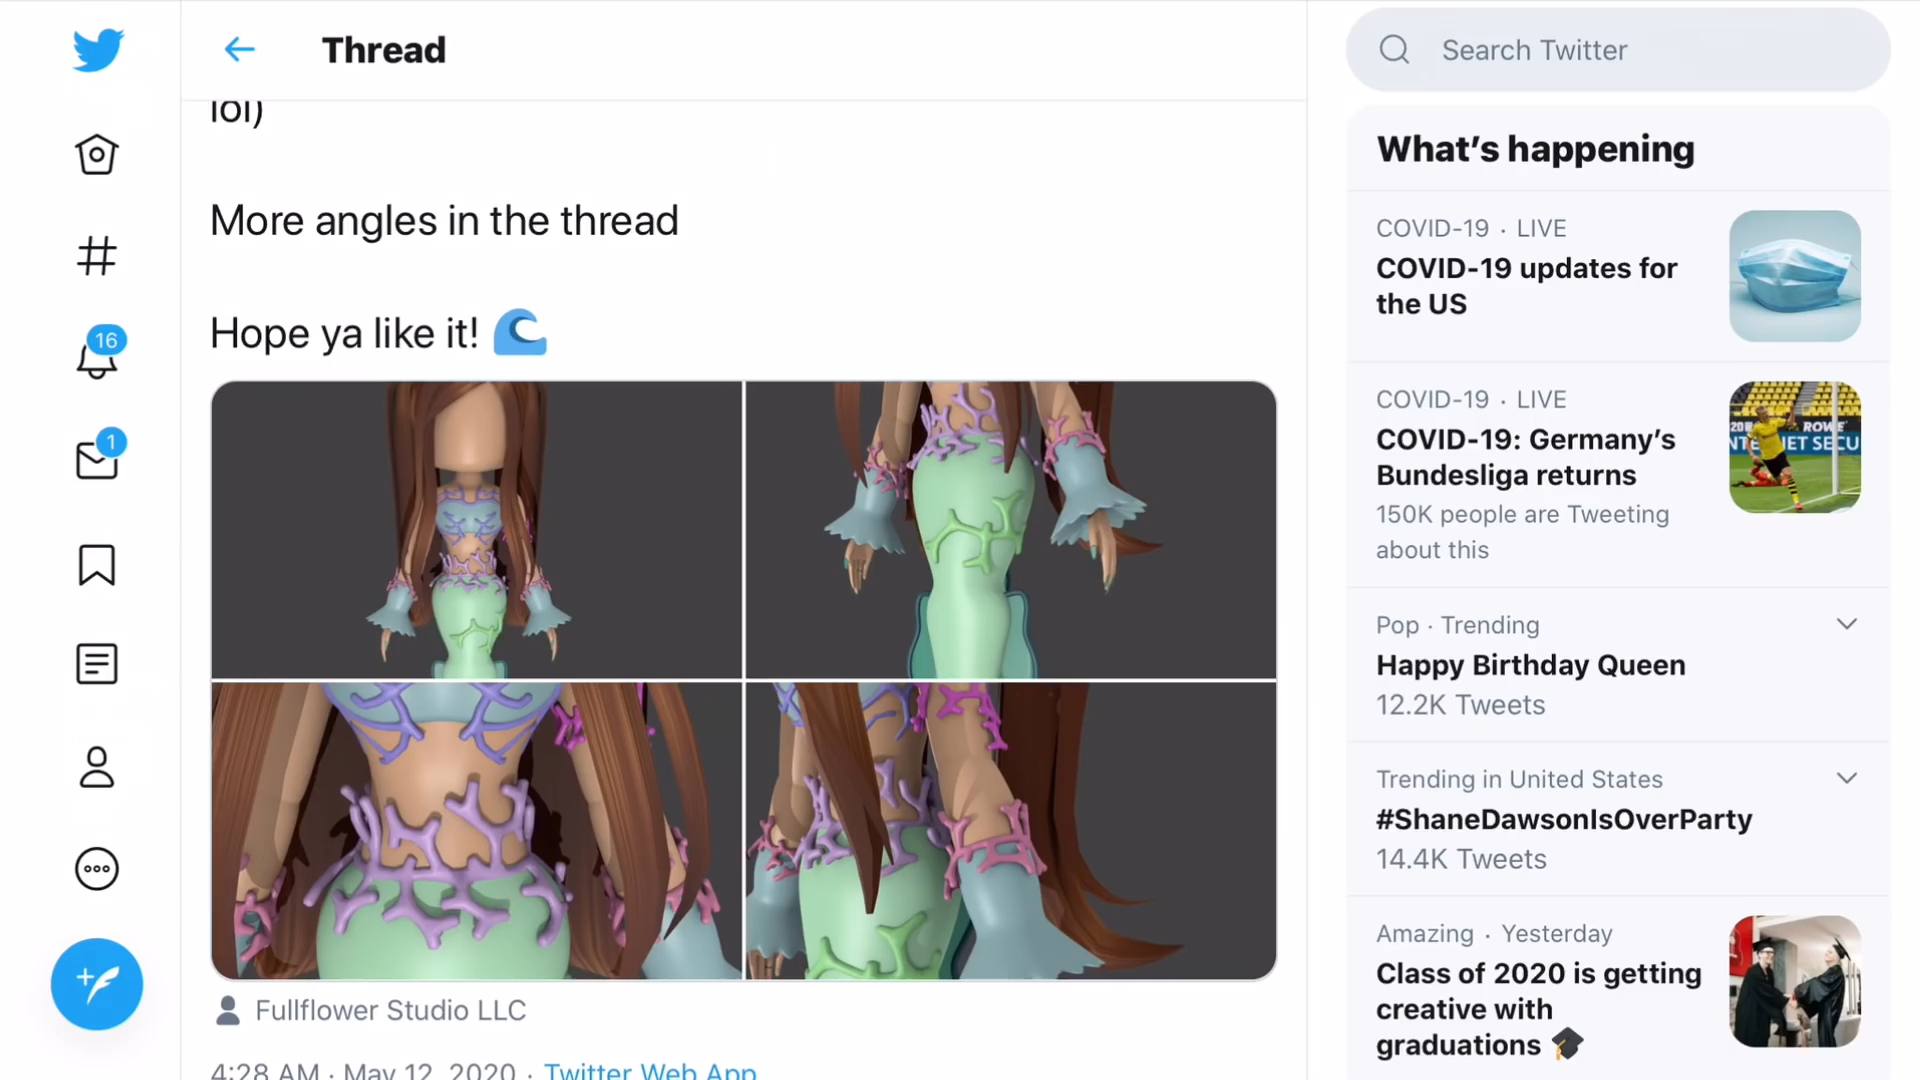 Thread
Search Twitter
lol)
More angles in the thread
Hope ya like it!
Fullflower Studio LLC
4:28 AM · May 12, 2020 · Twitter Web App
16
1
What's happening
COVID-19 · LIVE
COVID-19 updates for
the US
COVID-19 · LIVE
COVID-19: Germany's
Bundesliga returns
150K people are Tweeting
about this
ROWE
Pop · Trending
Happy Birthday Queen
12.2K Tweets
Trending in United States
#ShaneDawsonIsOverParty
14.4K Tweets
Amazing · Yesterday
Class of 2020 is getting
creative with
graduations